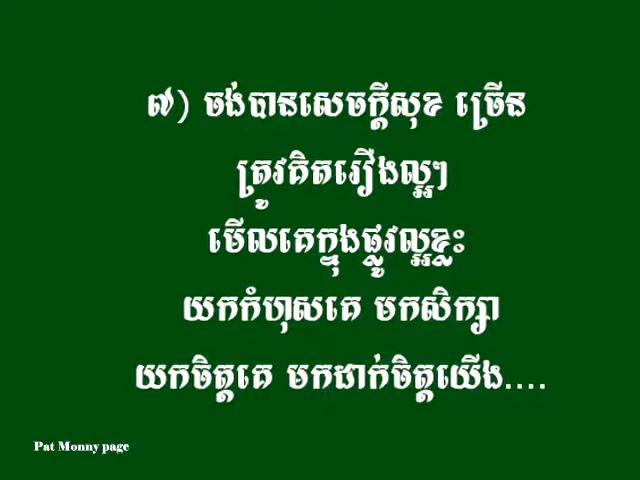 ៧) ចង់បានសេចក្ដីសុខ ច្រើន
ត្រូវគិតរឿងល្អៗ
មើលគេក្នុងផ្លូវល្អខ្លះ
យកកំហុសគេ មកសិក្សា
យកចិត្តគេ មកដាក់ចិត្តយើង....
Pat Monny page